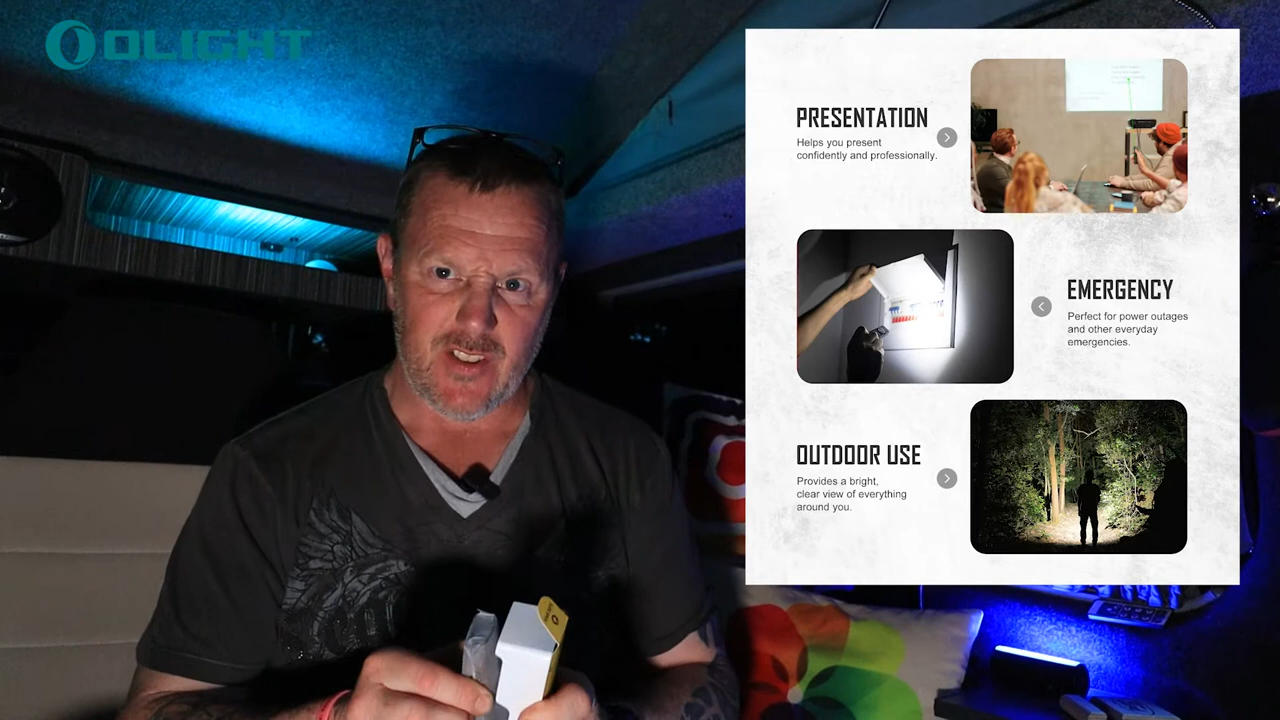 OLIGHT
PRESENTATION
Helps you present
confidently and professionally.
EMERGENCY
Perfect for power outages
and other everyday
emergencies.
OUTDOOR USE
Provides a bright,
clear view of everything
around you.